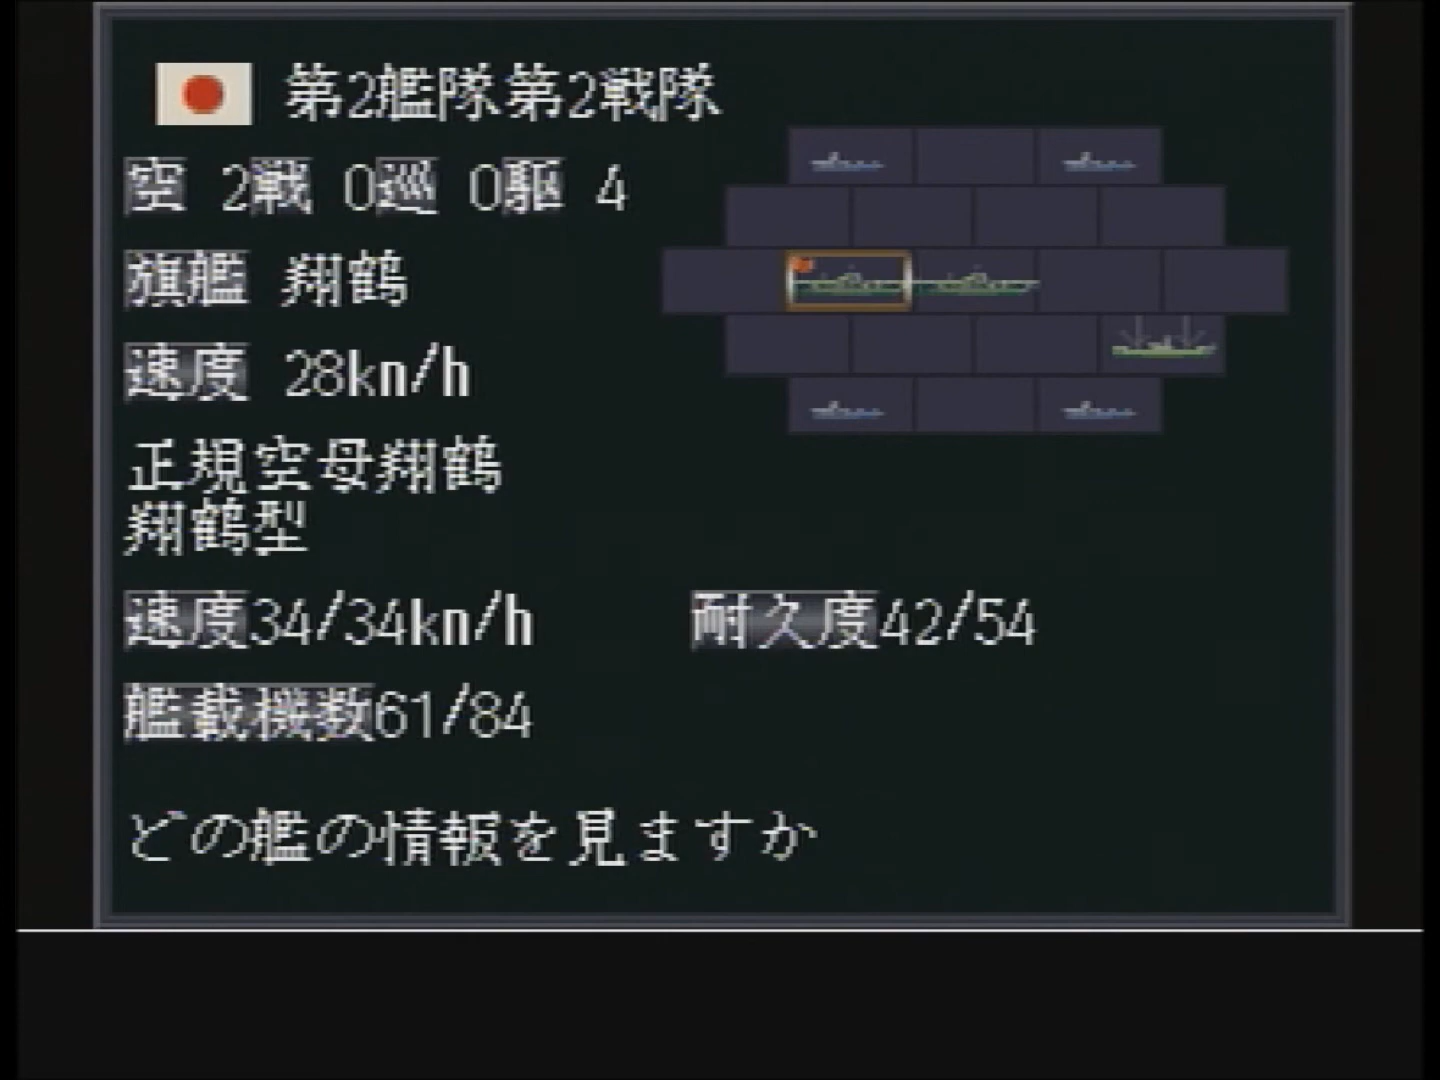 第2艦隊第2戦隊
空 2戦 0巡 0駆 4
旗艦 翔鶴
速度 28kn/h
正規空母翔鶴
翔鶴型
速度34/34kn/h 耐久度42/54
艦載機数61/84
どの艦の情報を見ますか